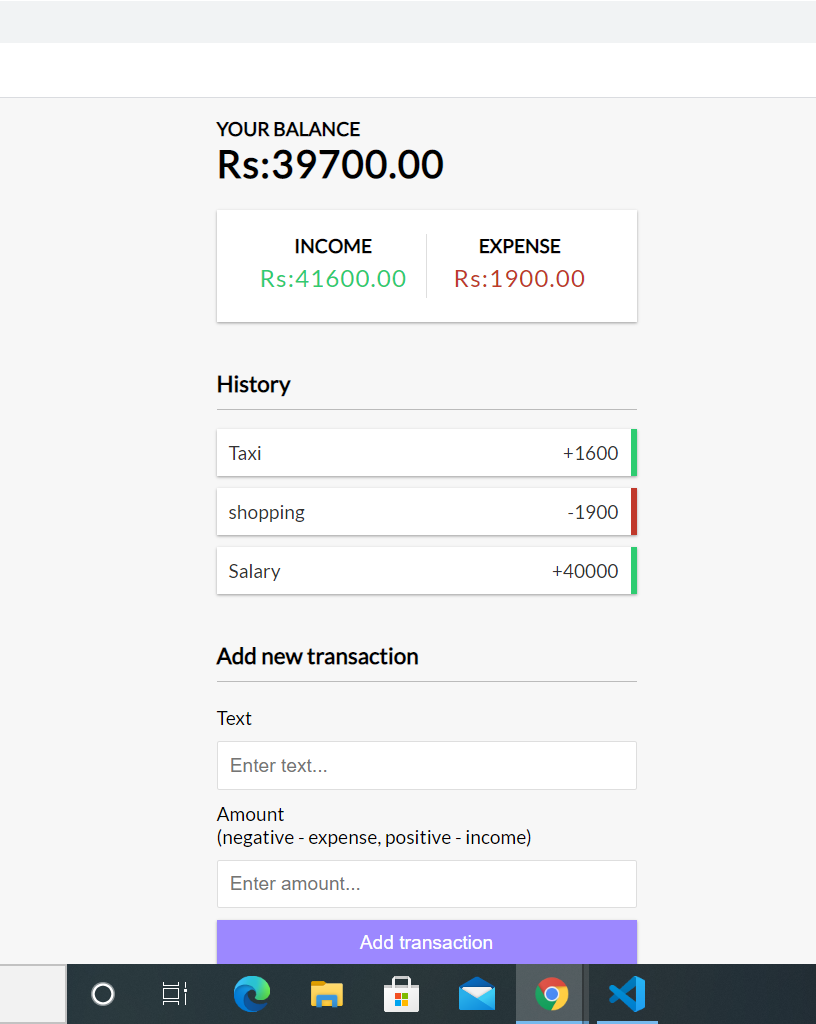 YOUR BALANCE
Rs:39700.00
INCOME
EXPENSE
Rs:41600.00
Rs:1900.00
History
Taxi
+1600
shopping
-1900
Salary
+40000
Add new transaction
Text
Enter text...
Amount
(negative - expense, positive - income)
Enter amount...
Add transaction